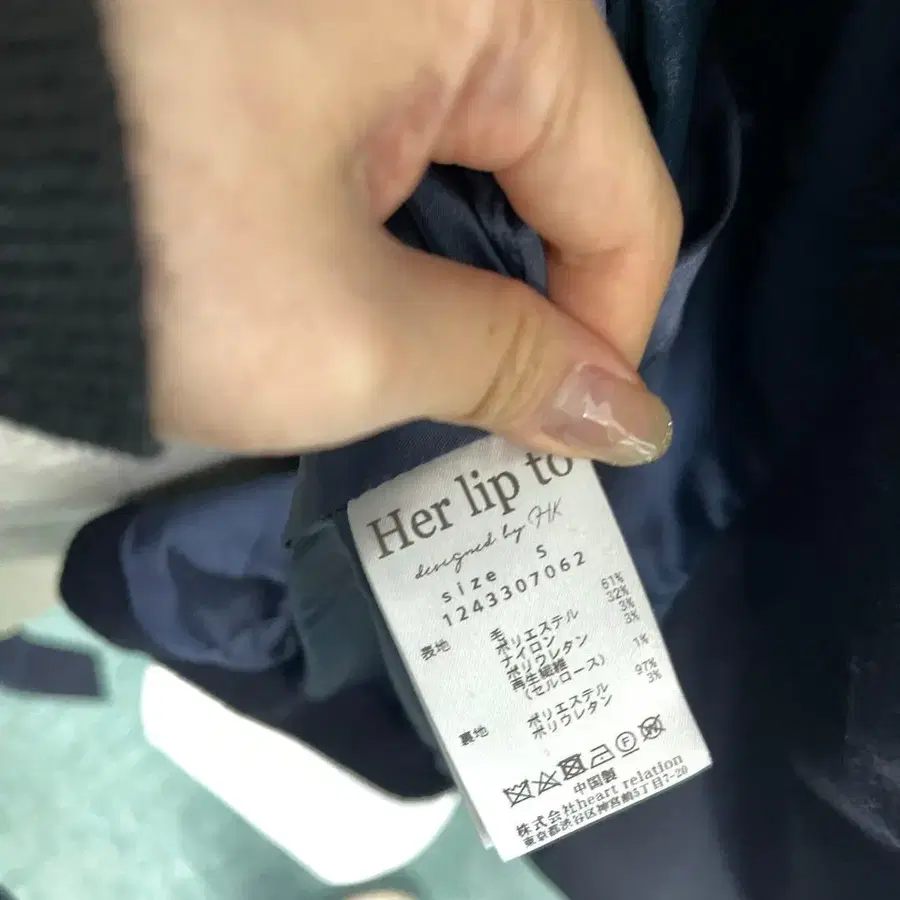 Her lip to
designed by HK
size S
1243307062
表地 毛 61%
ポリエステル 32%
ナイロン 3%
ポリウレタン 3%
再生繊維
(セルロース) 1%
裏地 ポリエステル 97%
ポリウレタン 3%
中国製
株式会社heart relation
東京都渋谷区神宮前5丁目7-20